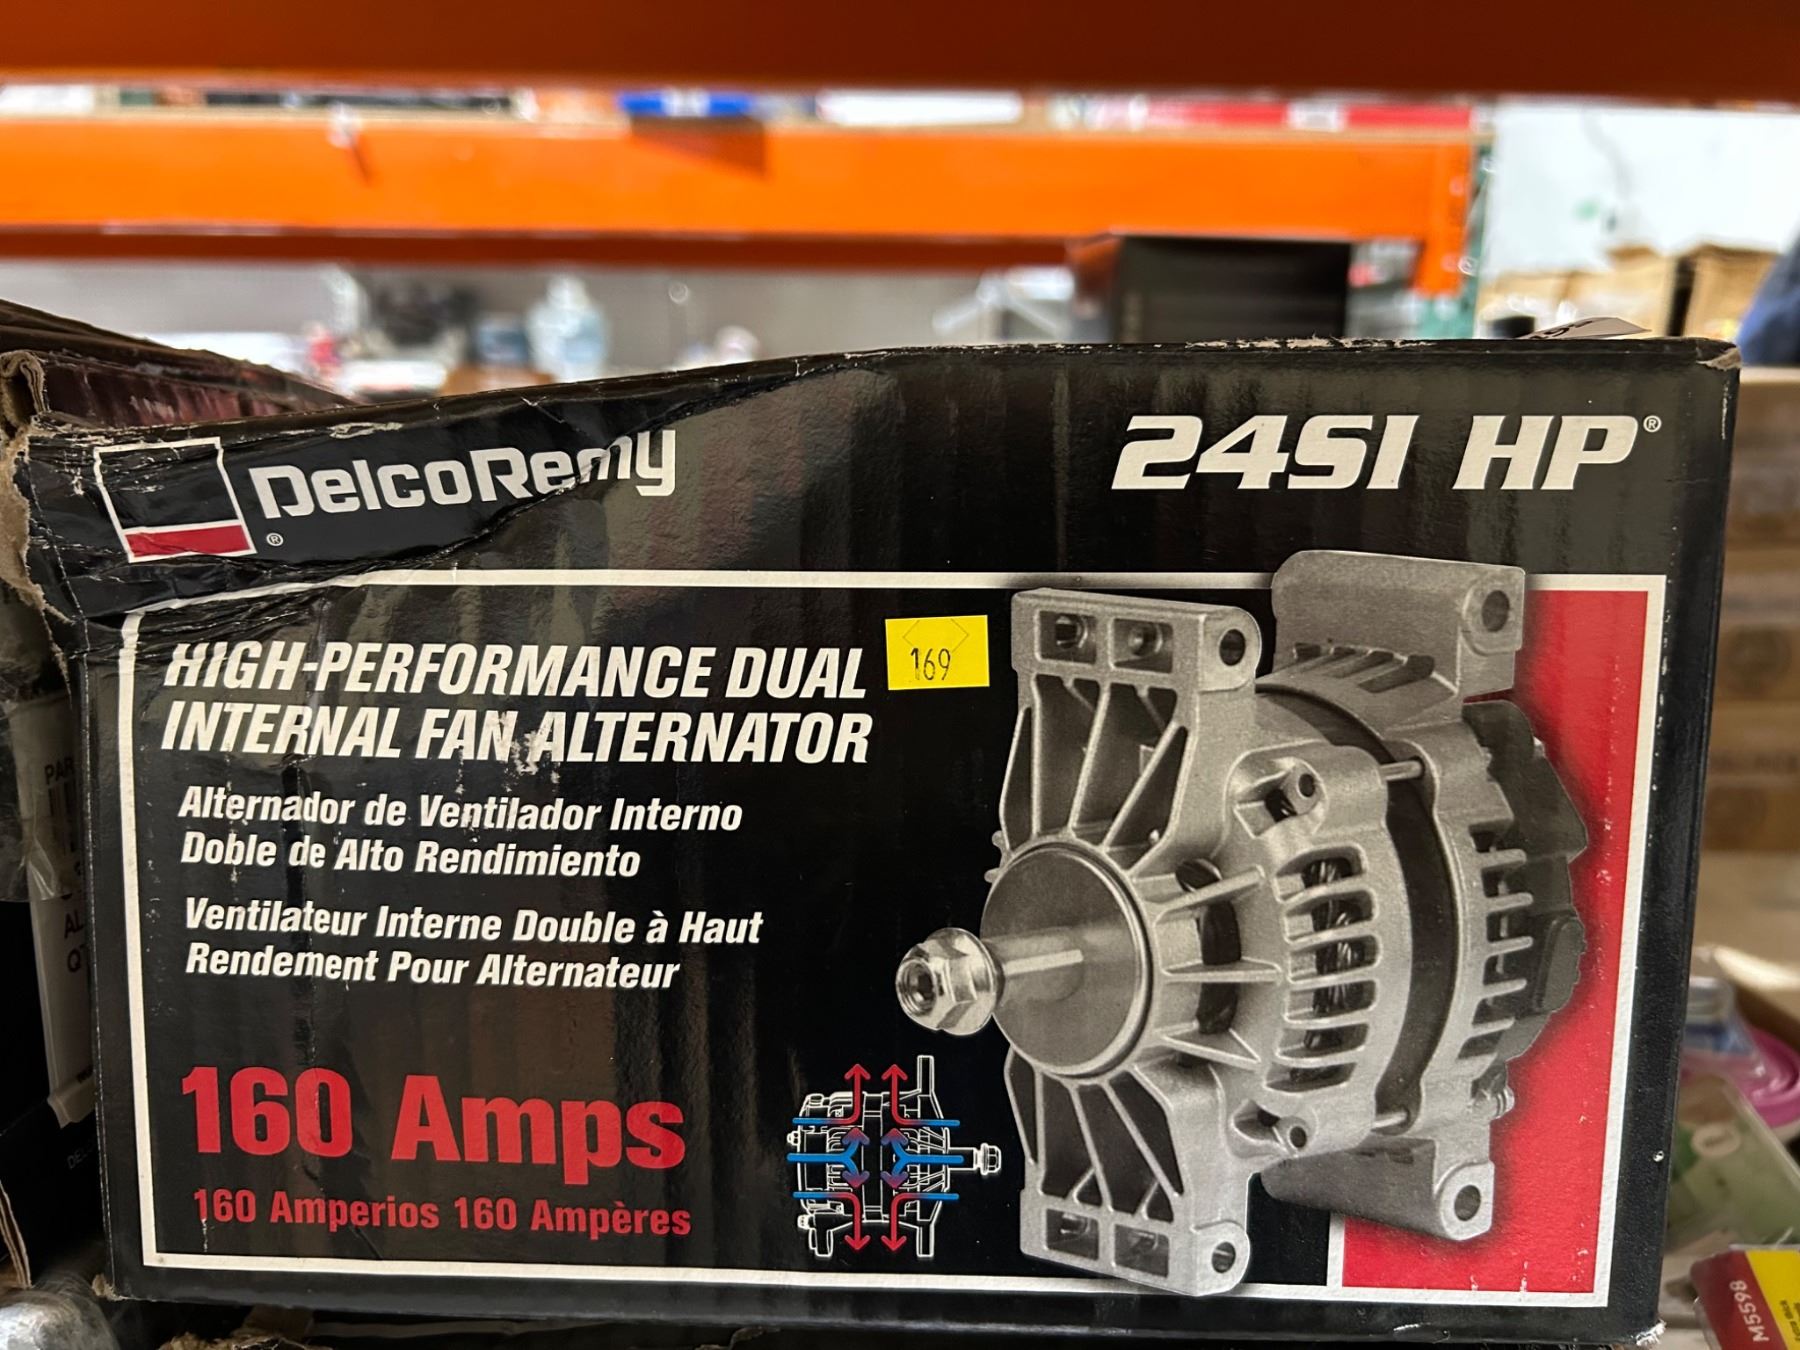 DelcoRemy®
24SI HP®
HIGH-PERFORMANCE DUAL
INTERNAL FAN ALTERNATOR
169
Alternador de Ventilador Interno
Doble de Alto Rendimiento
Ventilateur Interne Double à Haut
Rendement Pour Alternateur
160 Amps
160 Amperios 160 Ampères
M5598